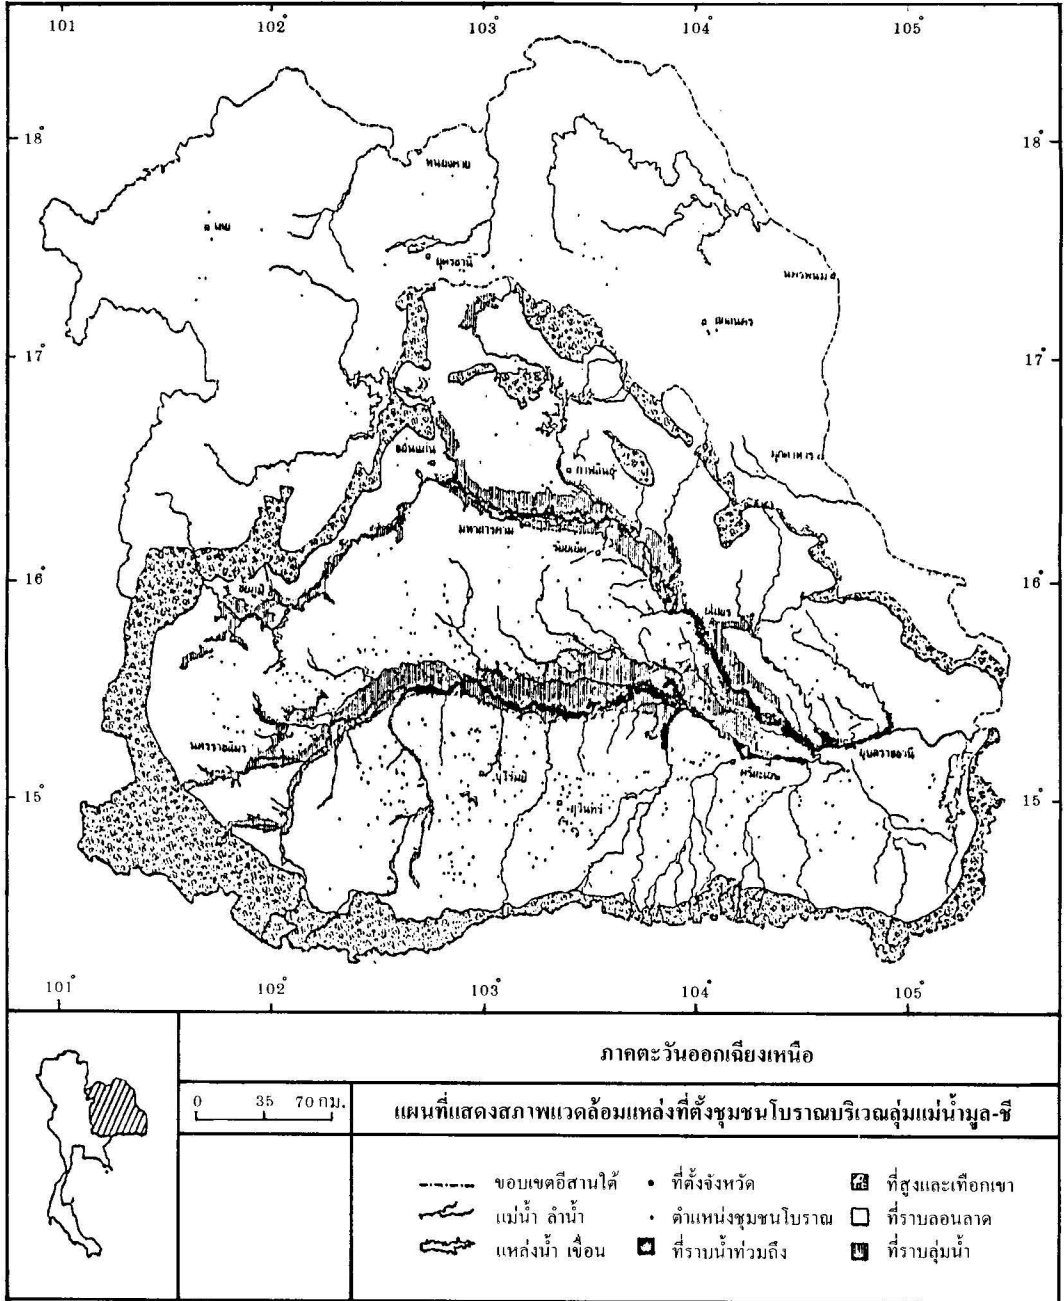 101° 102° 103° 104° 105°
18° 18°
หนองคาย
เลย
อุดรธานี
นครพนม
สกลนคร
17° 17°
มุกดาหาร
ขอนแก่น
กาฬสินธุ์
มหาสารคาม
ร้อยเอ็ด
16° 16°
ชัยภูมิ
ยโสธร
นครราชสีมา
อุบลราชธานี
บุรีรัมย์
ศรีสะเกษ
สุรินทร์
15° 15°
101° 102° 103° 104° 105°
ภาคตะวันออกเฉียงเหนือ
0 35 70 กม.
แผนที่แสดงสภาพแวดล้อมแหล่งที่ตั้งชุมชนโบราณบริเวณลุ่มแม่น้ำมูล-ชี
ขอบเขตอีสานใต้ ที่ตั้งจังหวัด ที่สูงและเทือกเขา
แม่น้ำ ลำน้ำ ตำแหน่งชุมชนโบราณ ที่ราบลอนลาด
แหล่งน้ำ เขื่อน ที่ราบน้ำท่วมถึง ที่ราบลุ่มน้ำ